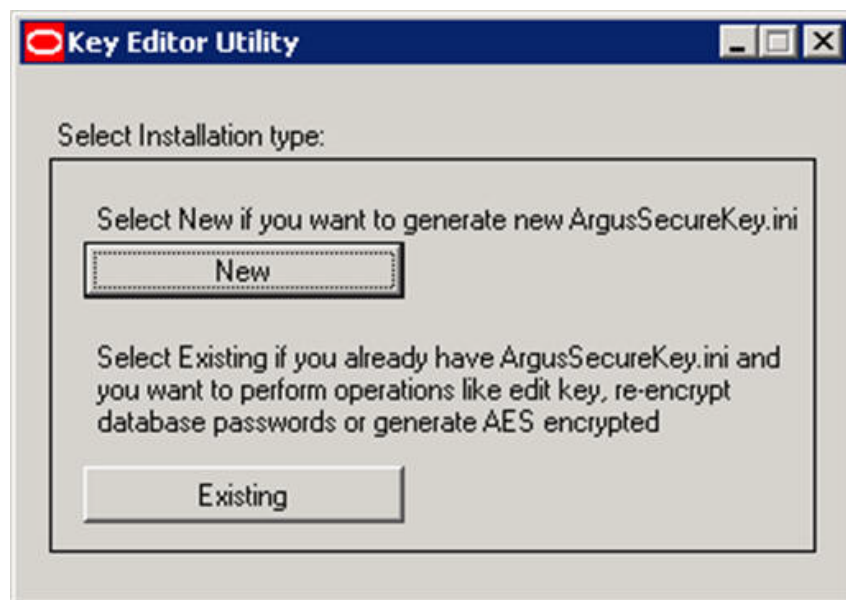 Key Editor Utility
Select Installation type:
Select New if you want to generate new ArgusSecureKey.ini
New
Select Existing if you already have ArgusSecureKey.ini and
you want to perform operations like edit key, re-encrypt
database passwords or generate AES encrypted
Existing